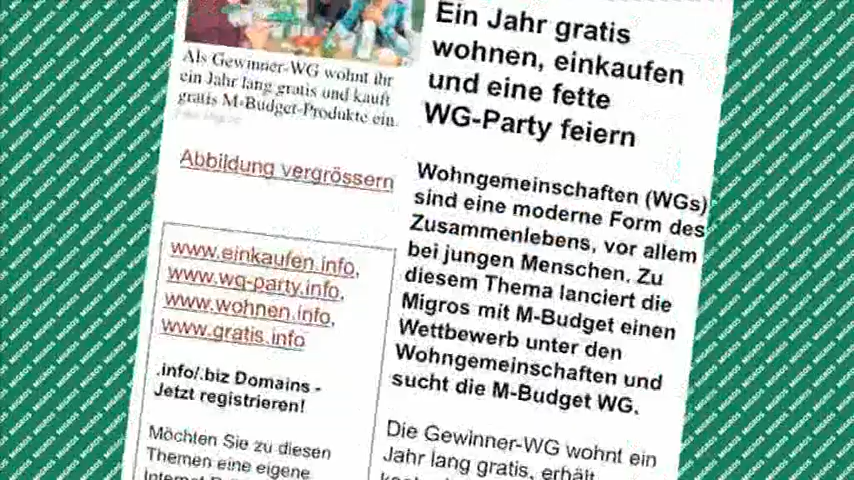 Als Gewinner-WG wohnt ihr
ein Jahr lang gratis und kauft
gratis M-Budget-Produkte ein.
Abbildung vergrössern
www.einkaufen.info,
www.wg-party.info,
www.wohnen.info,
www.gratis.info
.info/.biz Domains -
Jetzt registrieren!
Möchten Sie zu diesen
Themen eine eigene
Ein Jahr gratis
wohnen, einkaufen
und eine fette
WG-Party feiern
Wohngemeinschaften (WGs)
sind eine moderne Form des
Zusammenlebens, vor allem
bei jungen Menschen. Zu
diesem Thema lanciert die
Migros mit M-Budget einen
Wettbewerb unter den
Wohngemeinschaften und
sucht die M-Budget WG.
Die Gewinner-WG wohnt ein
Jahr lang gratis, erhält
MIGROS